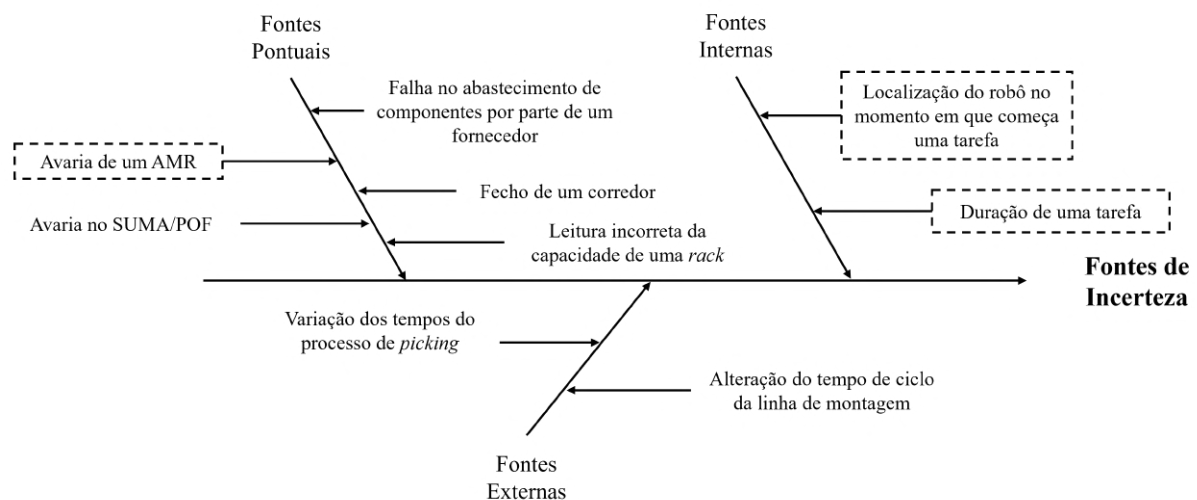 Fontes
Pontuais
Falha no abastecimento de
componentes por parte de um
fornecedor
Avaria de um AMR
Fecho de um corredor
Avaria no SUMA/POF
Leitura incorreta da
capacidade de uma rack
Fontes
Internas
Localização do robô no
momento em que começa
uma tarefa
Duração de uma tarefa
Fontes de
Incerteza
Variação dos tempos do
processo de picking
Alteração do tempo de ciclo
da linha de montagem
Fontes
Externas